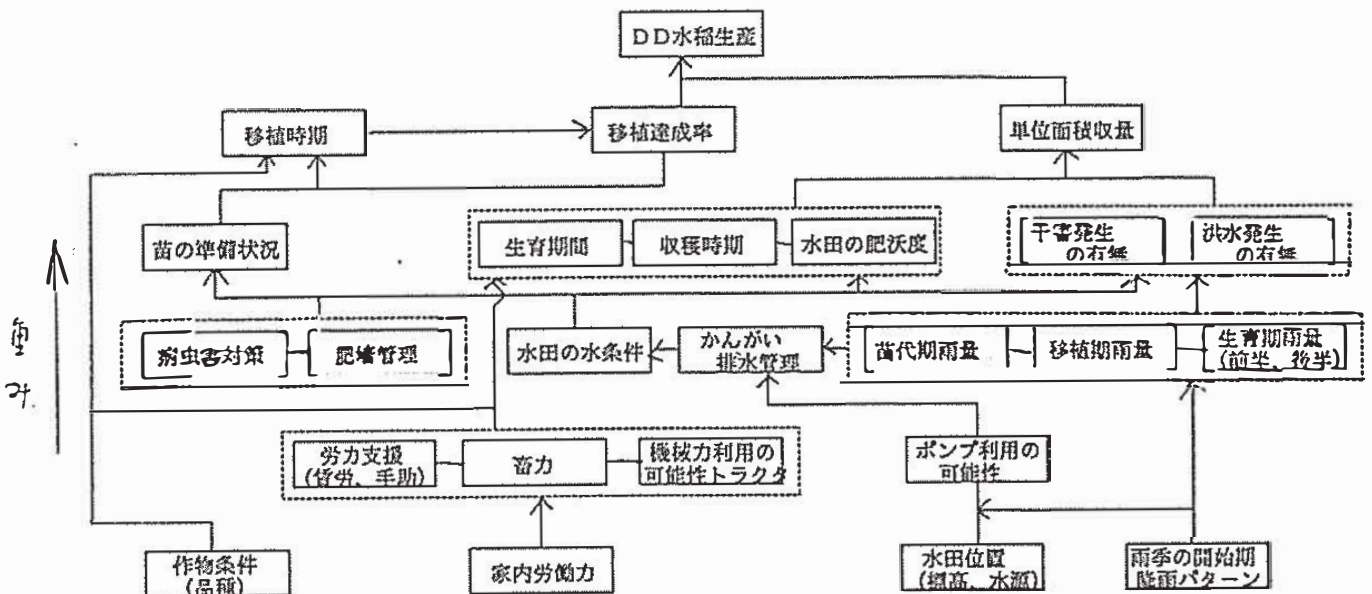 DD水稲生産
移植時期
移植達成率
単位面積収量
苗の準備状況
生育期間
収穫時期
水田の肥沃度
干害発生
の有無
洪水発生
の有無
病虫害対策
肥培管理
水田の水条件
かんがい
排水管理
苗代期雨量
移植期雨量
生育期雨量
(前半、後半)
重み
労力支援
(賃労、手助)
畜力
機械力利用の
可能性トラクタ
ポンプ利用の
可能性
作物条件
(品種)
家内労働力
水田位置
(標高、水源)
雨季の開始期
降雨パターン